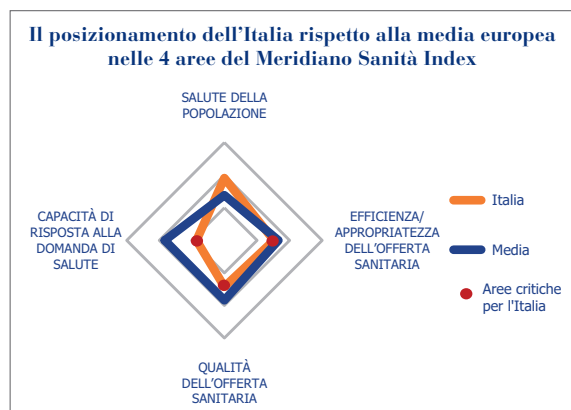 Il posizionamento dell'Italia rispetto alla media europea
nelle 4 aree del Meridiano Sanità Index
SALUTE DELLA
POPOLAZIONE
CAPACITÀ DI
RISPOSTA ALLA
DOMANDA DI
SALUTE
EFFICIENZA/
APPROPRIATEZZA
DELL'OFFERTA
SANITARIA
Italia
Media
Aree critiche
per l'Italia
QUALITÀ
DELL'OFFERTA
SANITARIA